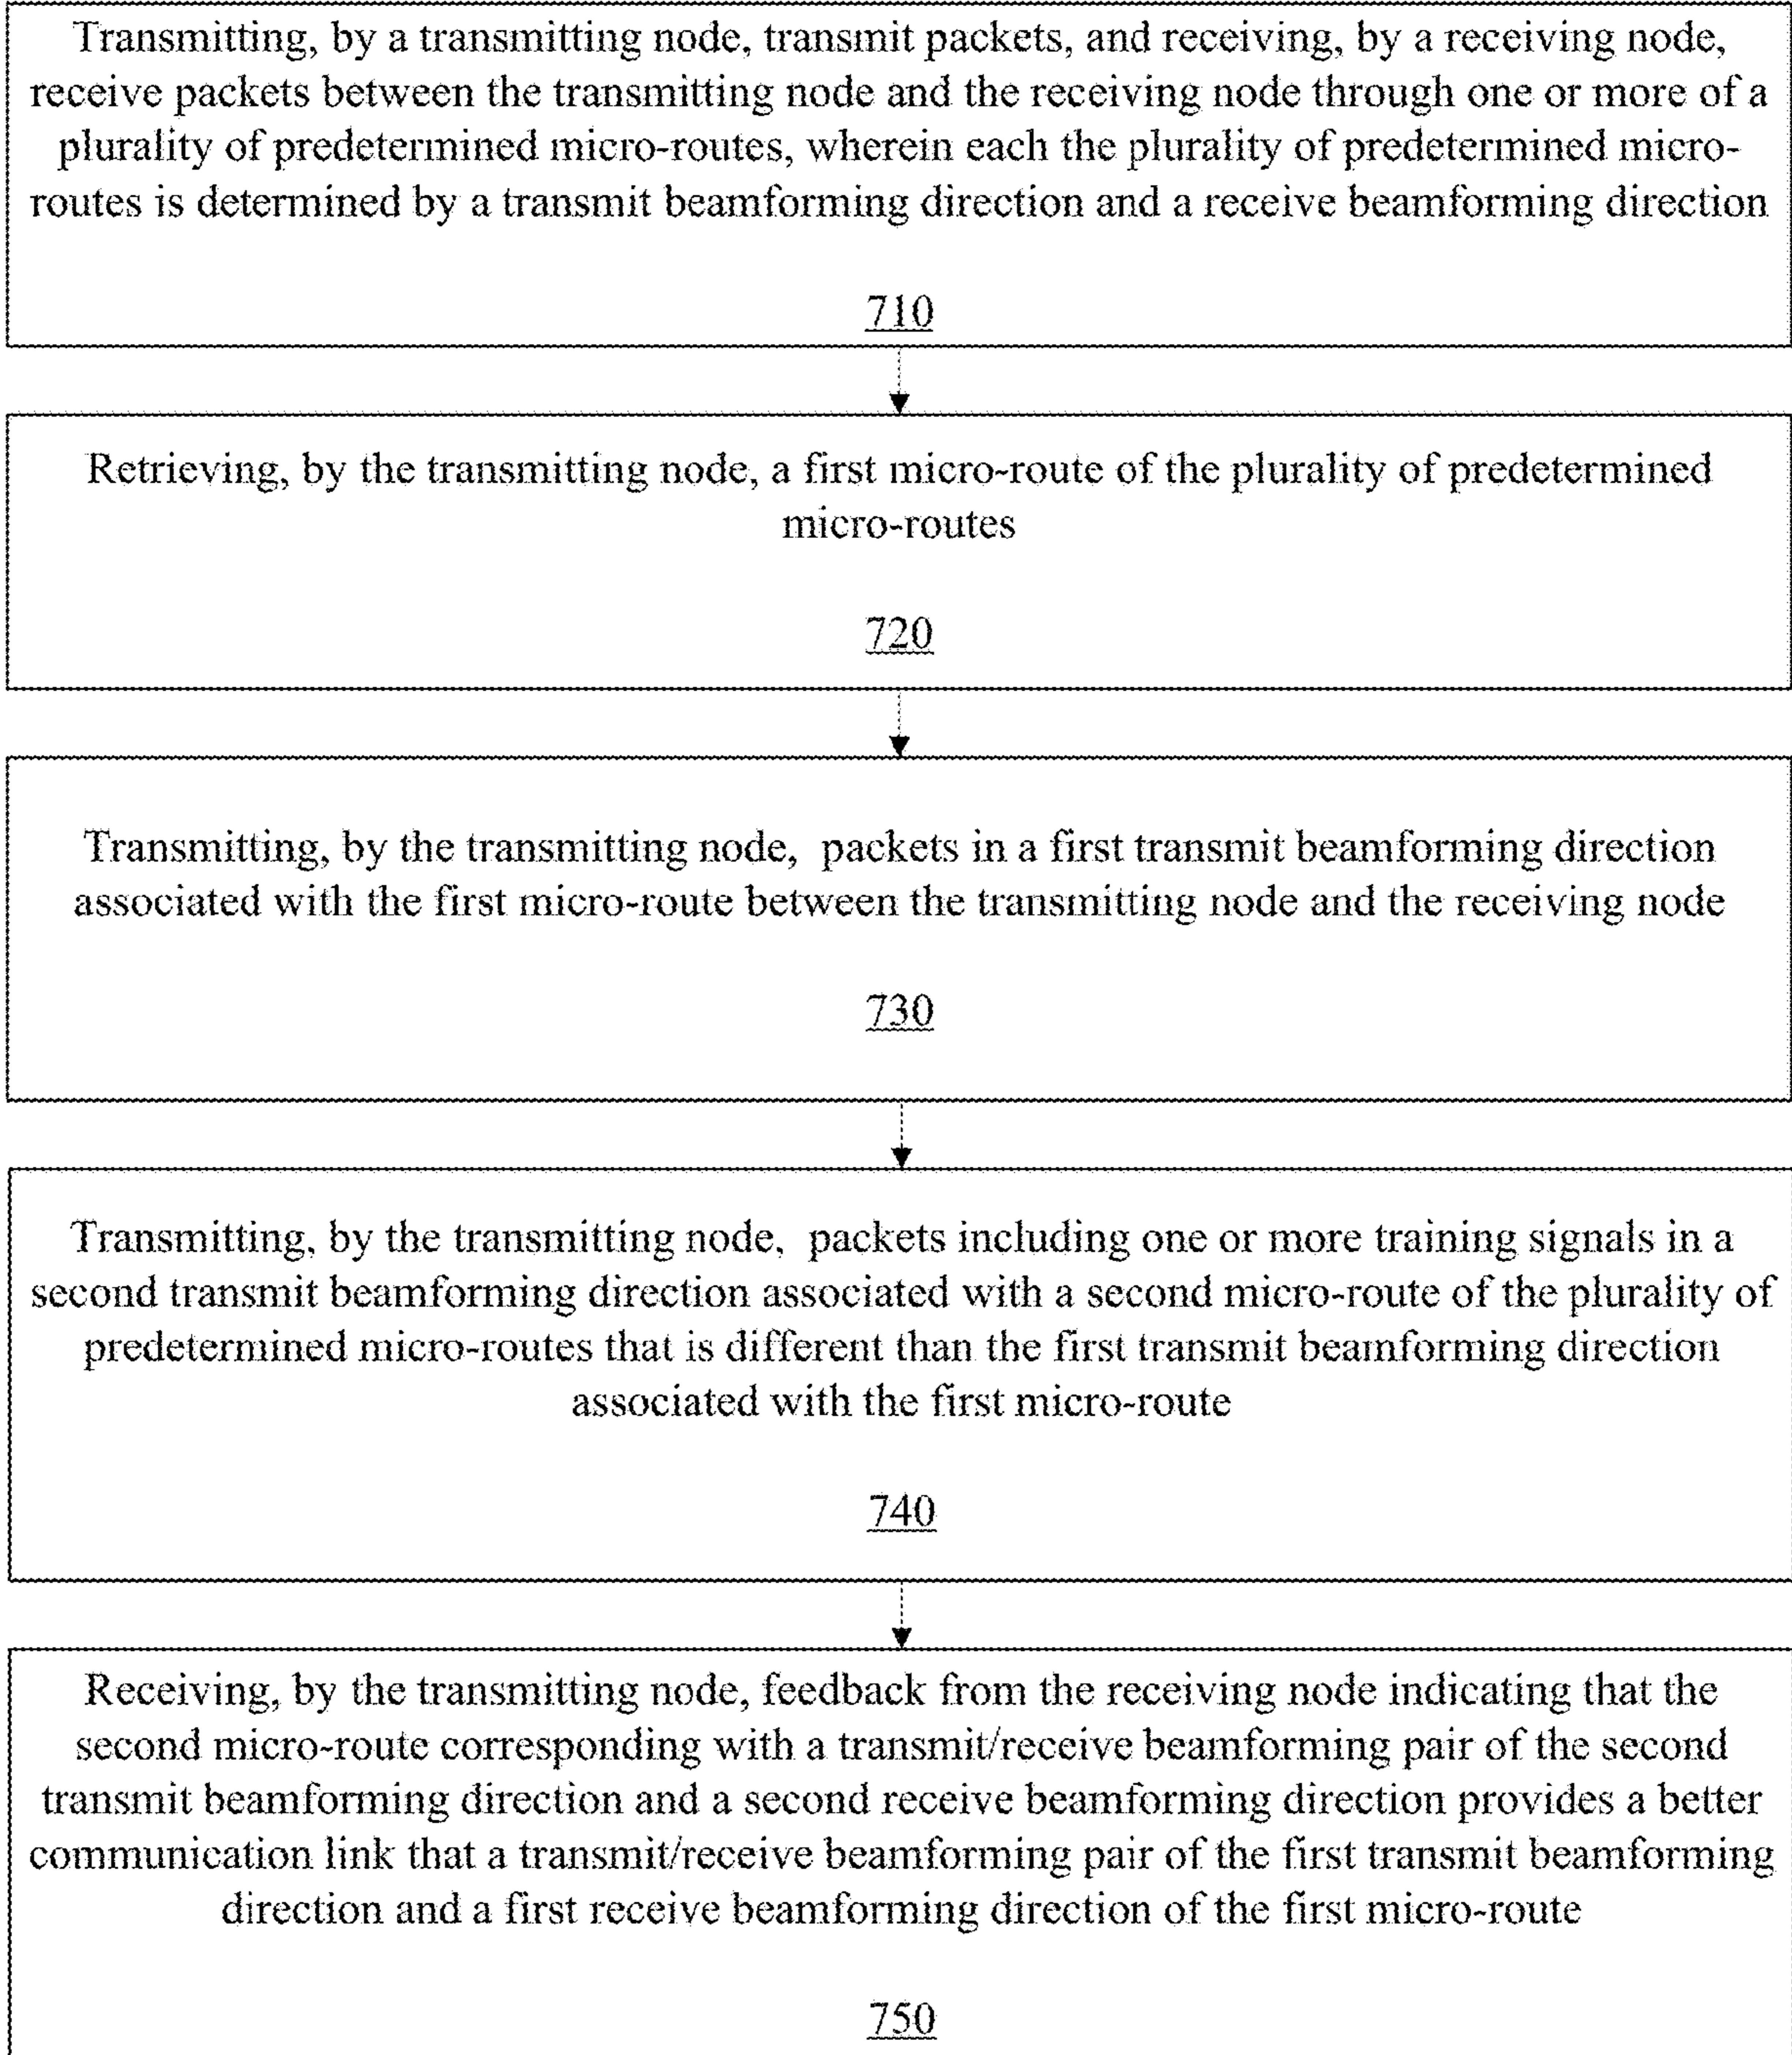 Transmitting, by a transmitting node, transmit packets, and receiving, by a receiving node,
receive packets between the transmitting node and the receiving node through one or more of a
plurality of predetermined micro-routes, wherein each the plurality of predetermined micro-
routes is determined by a transmit beamforming direction and a receive beamforming direction
710
Retrieving, by the transmitting node, a first micro-route of the plurality of predetermined
micro-routes
720
Transmitting, by the transmitting node, packets in a first transmit beamforming direction
associated with the first micro-route between the transmitting node and the receiving node
730
Transmitting, by the transmitting node, packets including one or more training signals in a
second transmit beamforming direction associated with a second micro-route of the plurality of
predetermined micro-routes that is different than the first transmit beamforming direction
associated with the first micro-route
740
Receiving, by the transmitting node, feedback from the receiving node indicating that the
second micro-route corresponding with a transmit/receive beamforming pair of the second
transmit beamforming direction and a second receive beamforming direction provides a better
communication link that a transmit/receive beamforming pair of the first transmit beamforming
direction and a first receive beamforming direction of the first micro-route
750